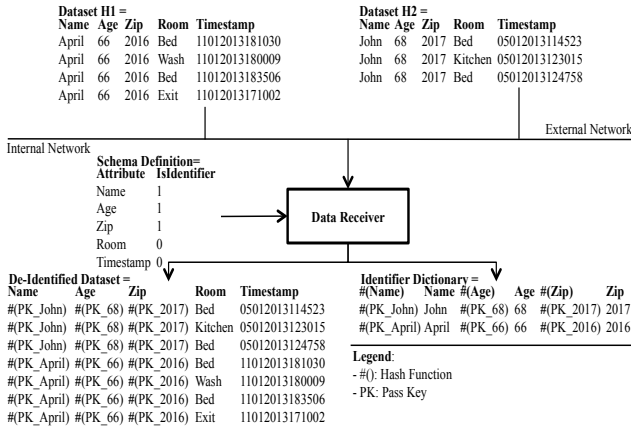 Dataset H1 =
Name Age Zip Room Timestamp
April 66 2016 Bed 11012013181030
April 66 2016 Wash 11012013180009
April 66 2016 Bed 11012013183506
April 66 2016 Exit 11012013171002
Dataset H2 =
Name Age Zip Room Timestamp
John 68 2017 Bed 05012013114523
John 68 2017 Kitchen 05012013123015
John 68 2017 Bed 05012013124758
External Network
Internal Network
Schema Definition=
Attribute IsIdentifier
Name 1
Age 1
Zip 1
Room 0
Timestamp 0
Data Receiver
De-Identified Dataset =
Name Age Zip Room Timestamp
#(PK_John) #(PK_68) #(PK_2017) Bed 05012013114523
#(PK_John) #(PK_68) #(PK_2017) Kitchen 05012013123015
#(PK_John) #(PK_68) #(PK_2017) Bed 05012013124758
#(PK_April) #(PK_66) #(PK_2016) Bed 11012013181030
#(PK_April) #(PK_66) #(PK_2016) Wash 11012013180009
#(PK_April) #(PK_66) #(PK_2016) Bed 11012013183506
#(PK_April) #(PK_66) #(PK_2016) Exit 11012013171002
Identifier Dictionary =
#(Name) Name #(Age) Age #(Zip) Zip
#(PK_John) John #(PK_68) 68 #(PK_2017) 2017
#(PK_April) April #(PK_66) 66 #(PK_2016) 2016
Legend:
- #(): Hash Function
- PK: Pass Key